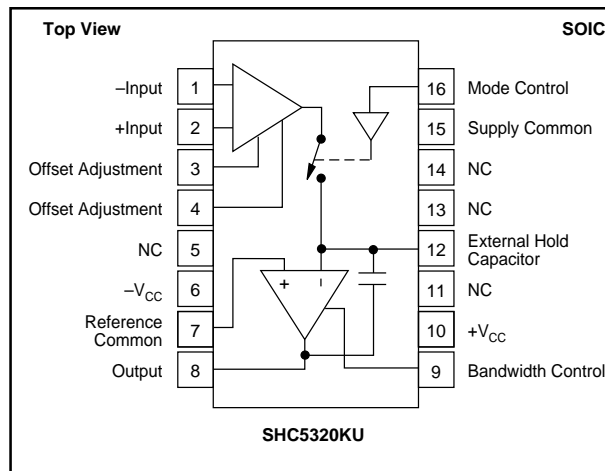 Top View
SOIC
–Input 1
+Input 2
Offset Adjustment 3
Offset Adjustment 4
NC 5
–VCC 6
Reference
Common 7
Output 8
16 Mode Control
15 Supply Common
14 NC
13 NC
12 External Hold
Capacitor
11 NC
10 +VCC
9 Bandwidth Control
+ –
SHC5320KU